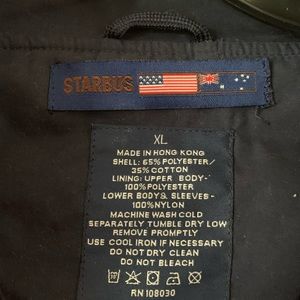 STARBUS
XL
MADE IN HONG KONG
SHELL: 65% POLYESTER/
35% COTTON
LINING: UPPER BODY-
100% POLYESTER
LOWER BODY& SLEEVES-
100%NYLON
MACHINE WASH COLD
SEPARATELY TUMBLE DRY LOW
REMOVE PROMPTLY
USE COOL IRON IF NECESSARY
DO NOT DRY CLEAN
DO NOT BLEACH
RN 108030